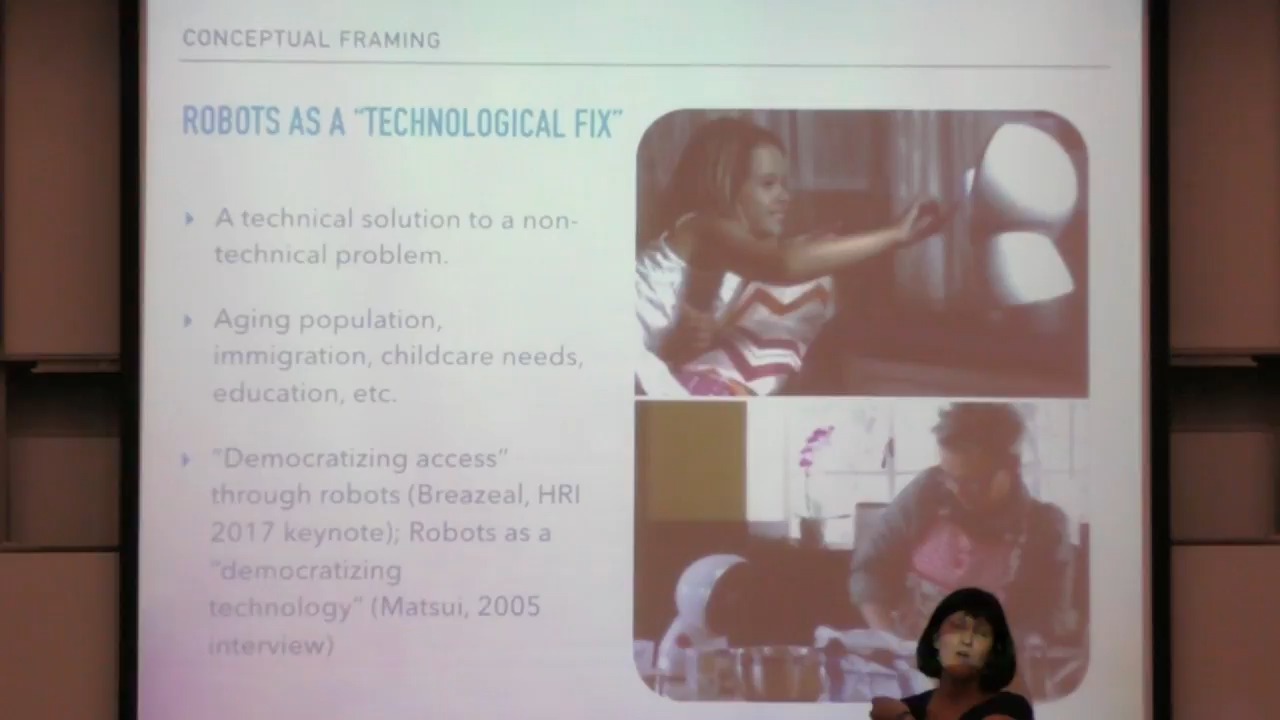 CONCEPTUAL FRAMING
ROBOTS AS A “TECHNOLOGICAL FIX”
A technical solution to a non-
technical problem.
Aging population,
immigration, childcare needs,
education, etc.
“Democratizing access”
through robots (Breazeal, HRI
2017 keynote); Robots as a
“democratizing
technology” (Matsui, 2005
interview)